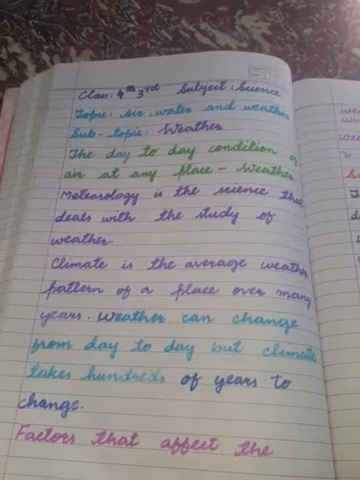 Class: 4th 3rd Subject: Science
Topic: Air, water and weather
Sub-topic: Weather
The day to day condition of
air at any place - Weather
Meteorology is the science that
deals with the study of
weather.
Climate is the average weather
pattern of a place over many
years. Weather can change
from day to day but climate
takes hundreds of years to
change.
Factors that affect the